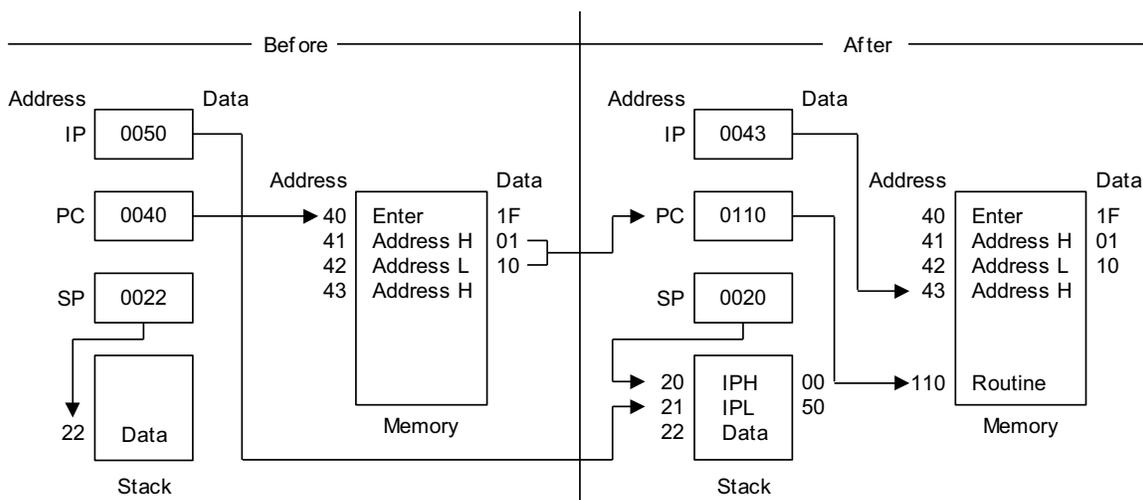 Before
Address Data
IP 0050
PC 0040
SP 0022
22 Data
Stack
Address Data
40 Enter 1F
41 Address H 01
42 Address L 10
43 Address H
Memory
After
Address Data
IP 0043
PC 0110
SP 0020
20 IPH 00
21 IPL 50
22 Data
Stack
Address Data
40 Enter 1F
41 Address H 01
42 Address L 10
43 Address H
110 Routine
Memory